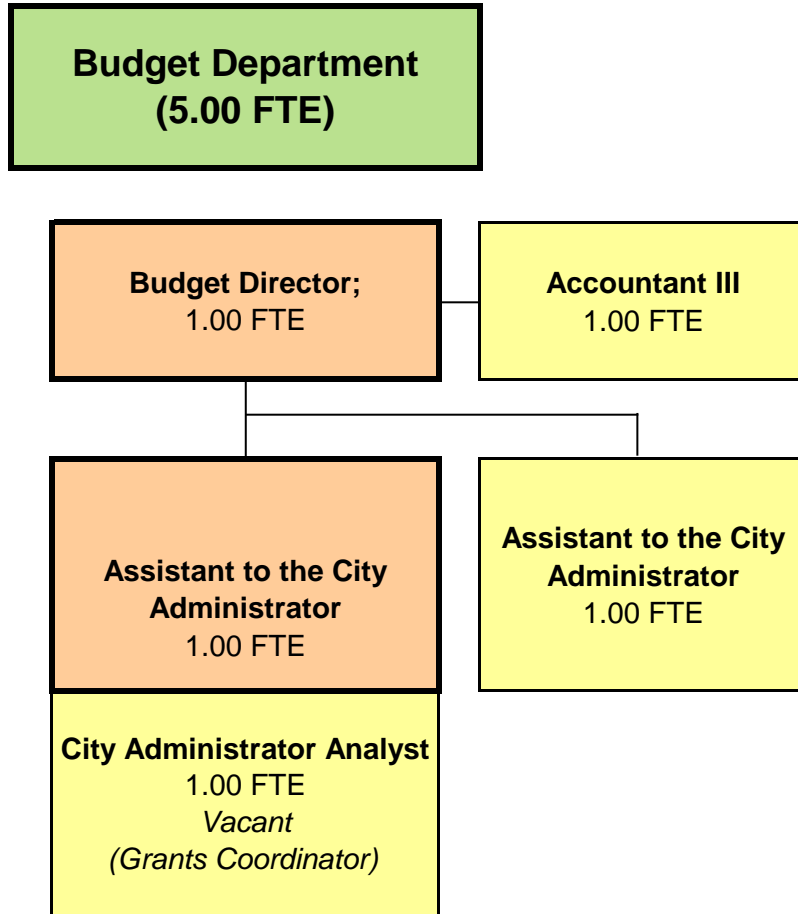 Budget Department
(5.00 FTE)
Budget Director;
1.00 FTE
Accountant III
1.00 FTE
Assistant to the City
Administrator
1.00 FTE
Assistant to the City
Administrator
1.00 FTE
City Administrator Analyst
1.00 FTE
Vacant
(Grants Coordinator)